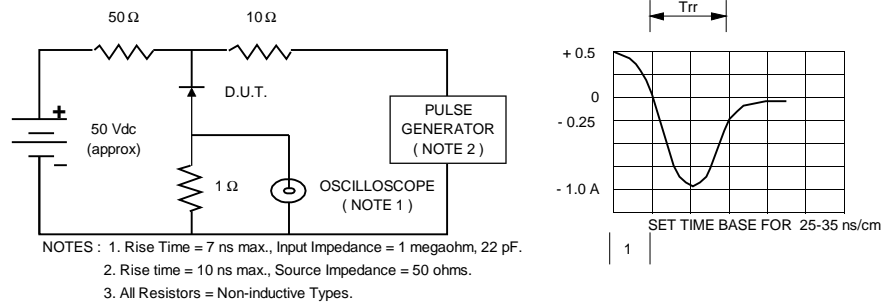 50 Ω
10 Ω
Trr
+ 0.5
0
- 0.25
- 1.0 A
D.U.T.
+
50 Vdc
(approx)
PULSE
GENERATOR
( NOTE 2 )
1 Ω
OSCILLOSCOPE
( NOTE 1 )
SET TIME BASE FOR 25-35 ns/cm
1
NOTES : 1. Rise Time = 7 ns max., Input Impedance = 1 megaohm, 22 pF.
2. Rise time = 10 ns max., Source Impedance = 50 ohms.
3. All Resistors = Non-inductive Types.